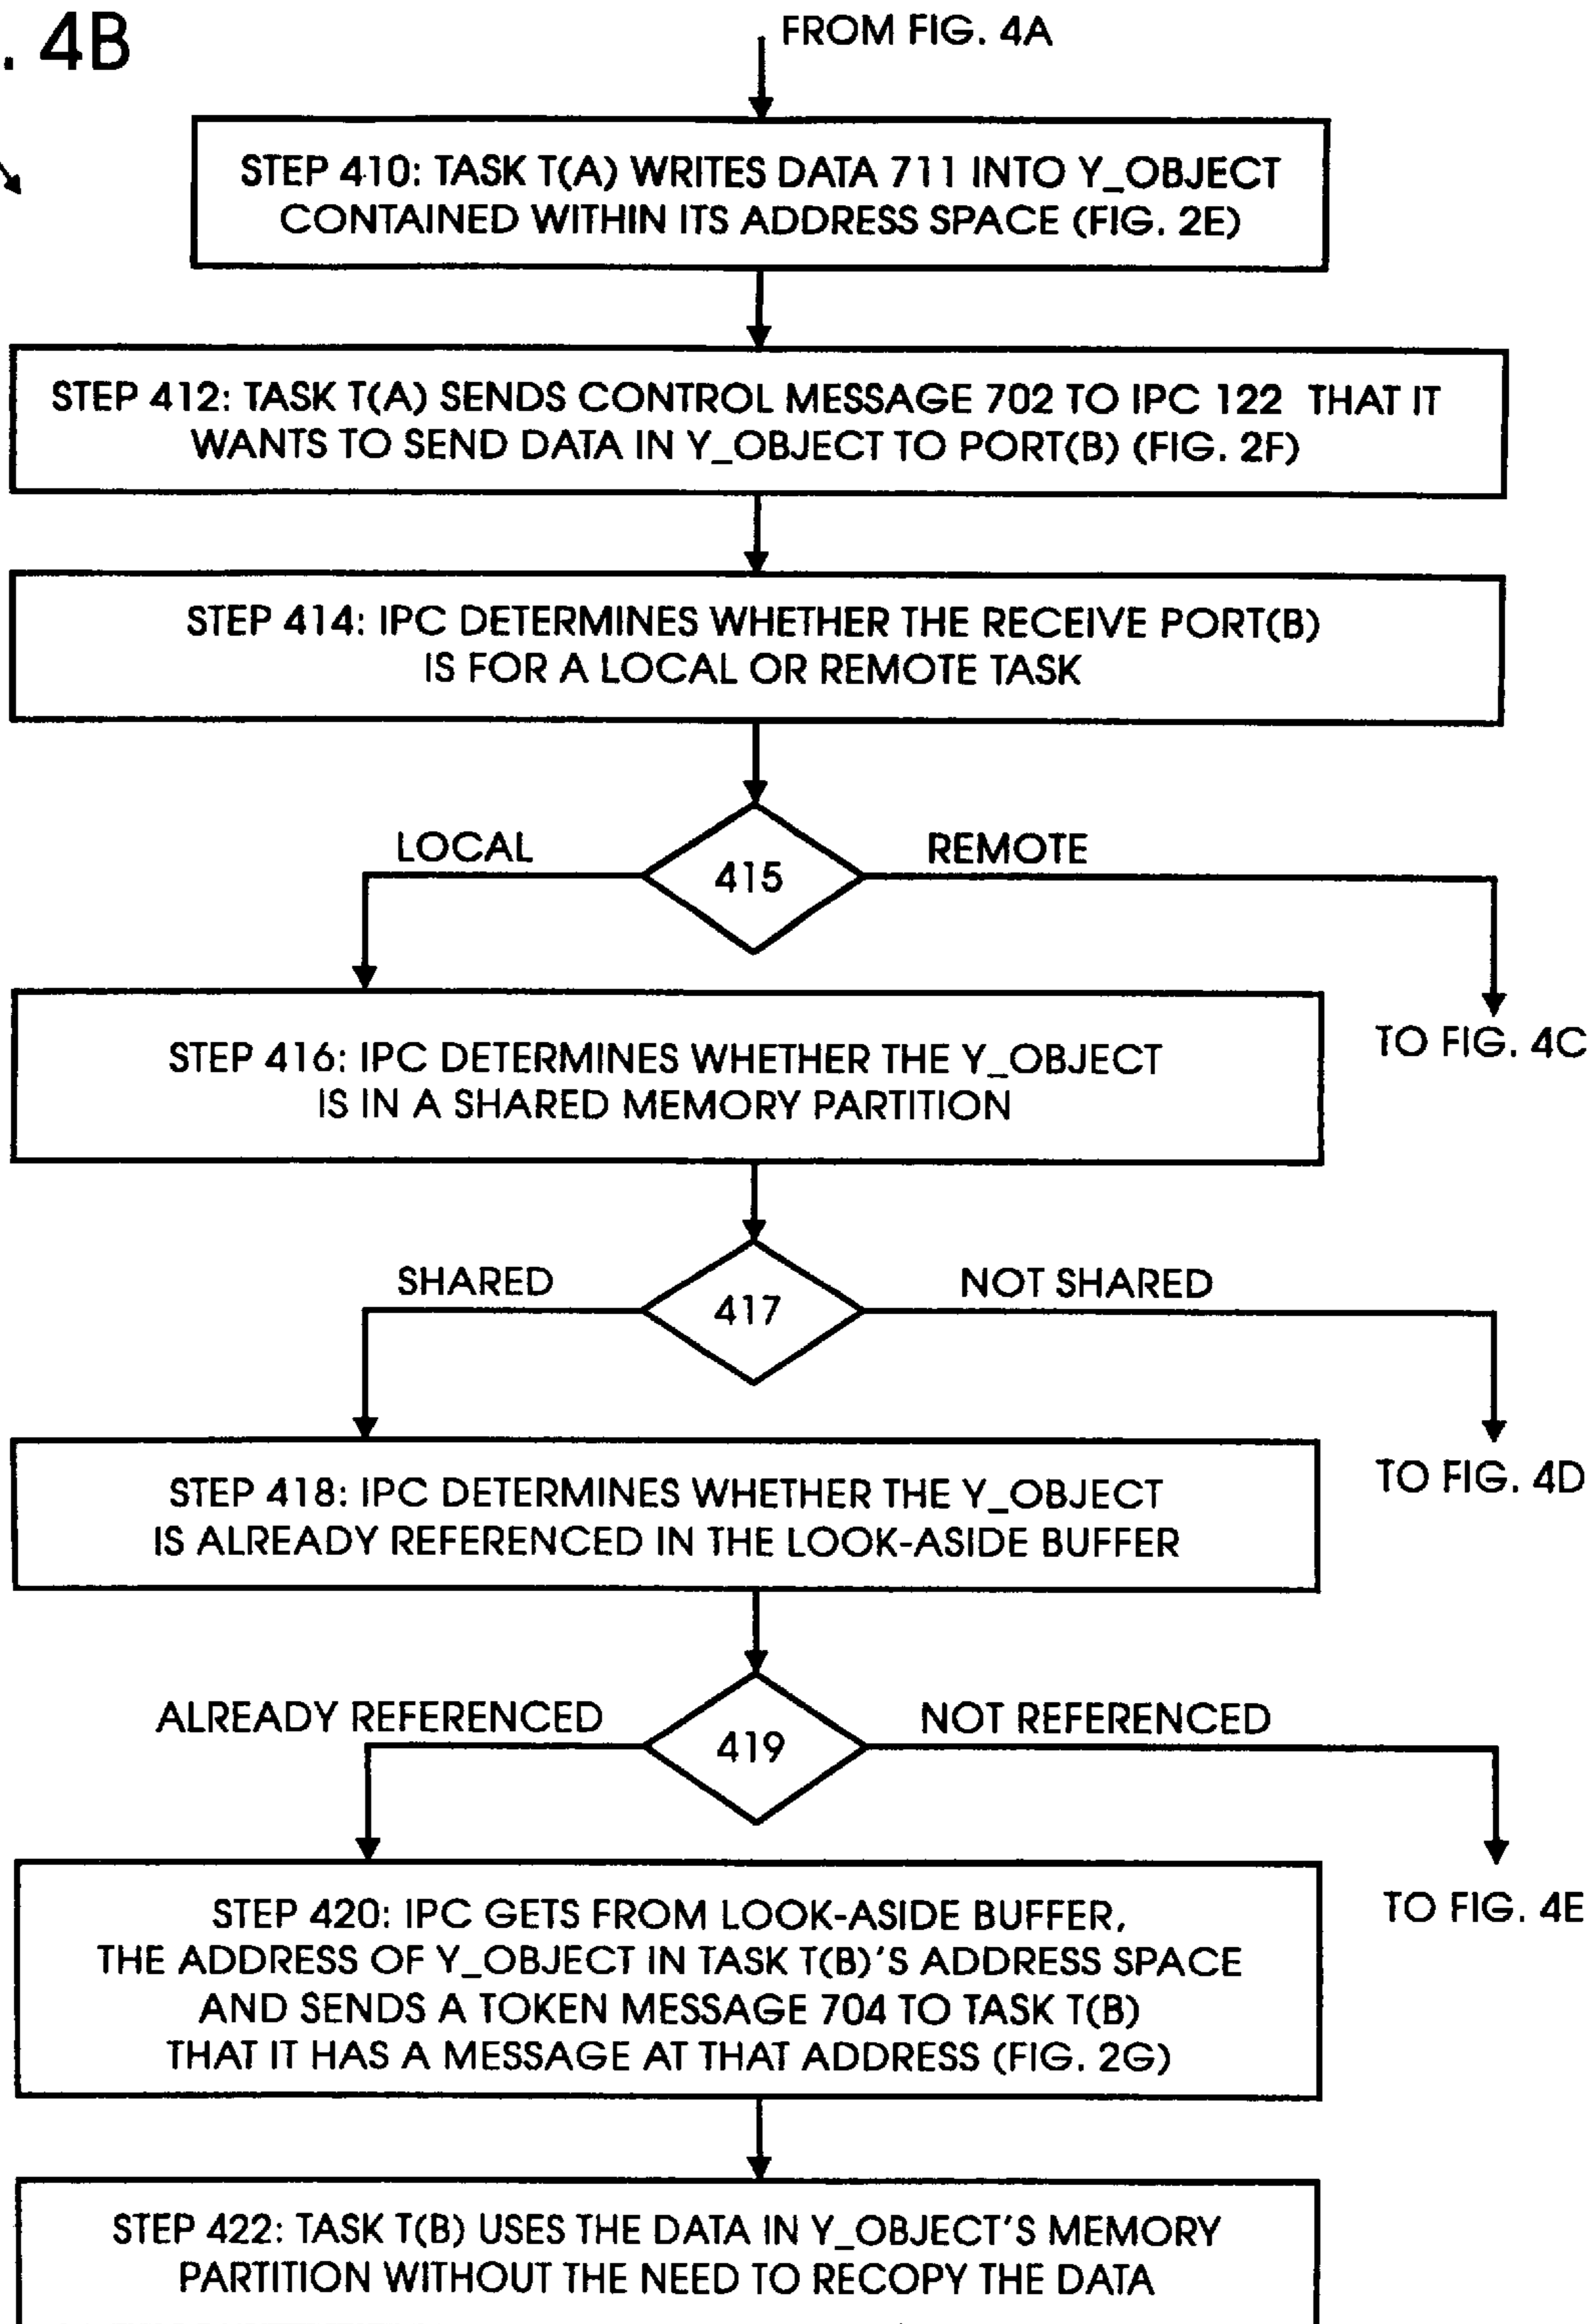 . 4B
FROM FIG. 4A
STEP 410: TASK T(A) WRITES DATA 711 INTO Y_OBJECT
CONTAINED WITHIN ITS ADDRESS SPACE (FIG. 2E)
STEP 412: TASK T(A) SENDS CONTROL MESSAGE 702 TO IPC 122 THAT IT
WANTS TO SEND DATA IN Y_OBJECT TO PORT(B) (FIG. 2F)
STEP 414: IPC DETERMINES WHETHER THE RECEIVE PORT(B)
IS FOR A LOCAL OR REMOTE TASK
LOCAL
415
REMOTE
TO FIG. 4C
STEP 416: IPC DETERMINES WHETHER THE Y_OBJECT
IS IN A SHARED MEMORY PARTITION
SHARED
417
NOT SHARED
TO FIG. 4D
STEP 418: IPC DETERMINES WHETHER THE Y_OBJECT
IS ALREADY REFERENCED IN THE LOOK-ASIDE BUFFER
ALREADY REFERENCED
419
NOT REFERENCED
TO FIG. 4E
STEP 420: IPC GETS FROM LOOK-ASIDE BUFFER,
THE ADDRESS OF Y_OBJECT IN TASK T(B)'S ADDRESS SPACE
AND SENDS A TOKEN MESSAGE 704 TO TASK T(B)
THAT IT HAS A MESSAGE AT THAT ADDRESS (FIG. 2G)
STEP 422: TASK T(B) USES THE DATA IN Y_OBJECT'S MEMORY
PARTITION WITHOUT THE NEED TO RECOPY THE DATA